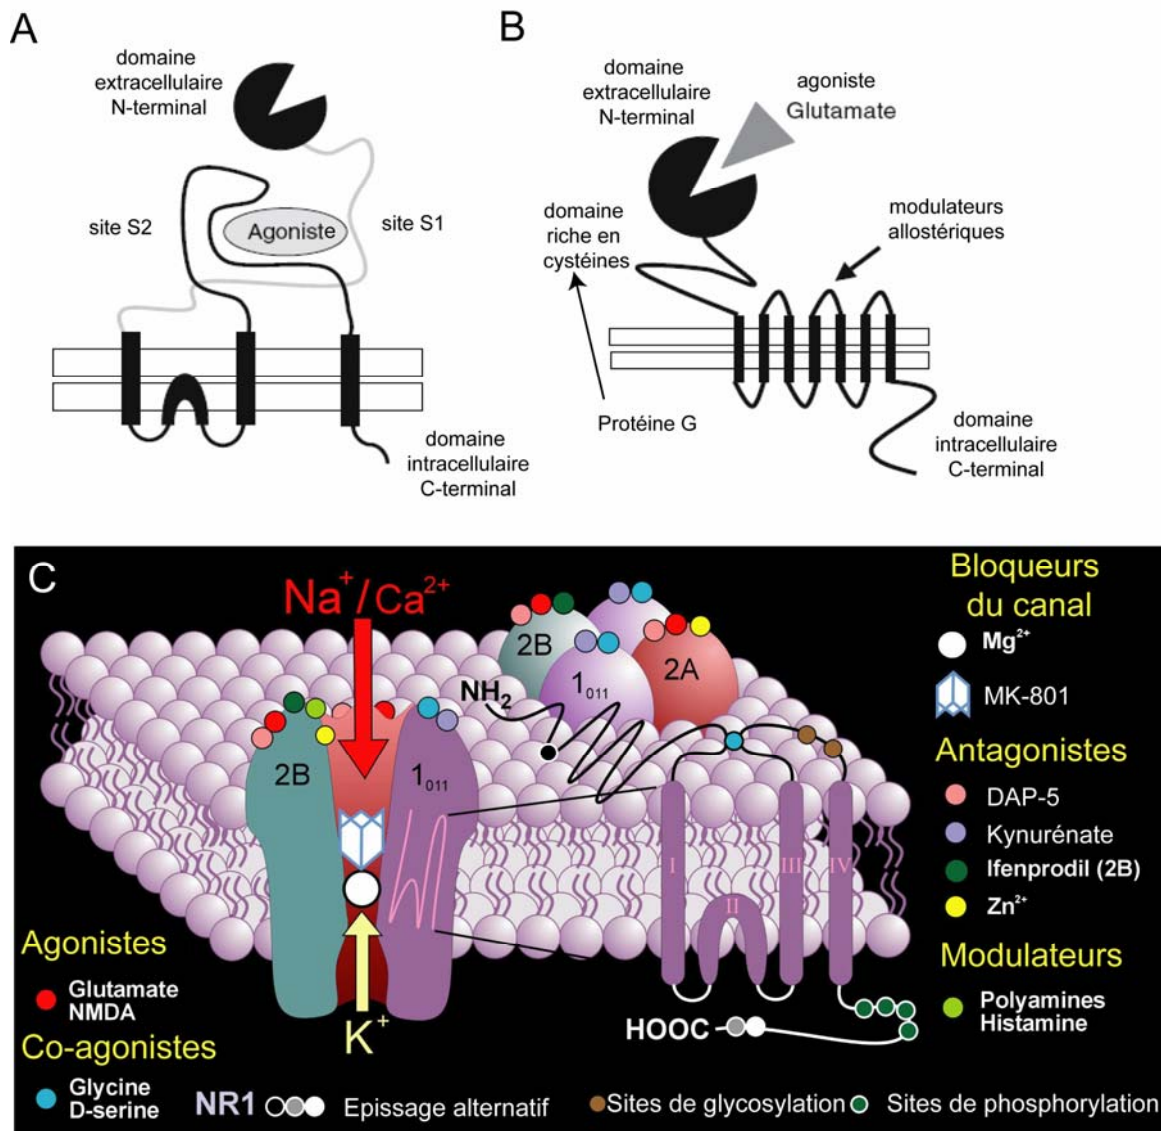 A
domaine
extracellulaire
N-terminal
site S2
Agoniste
site S1
domaine
intracellulaire
C-terminal
B
domaine
extracellulaire
N-terminal
agoniste
Glutamate
domaine
riche en
cystéines
modulateurs
allostériques
Protéine G
domaine
intracellulaire
C-terminal
C
Na⁺/Ca²⁺
2B
1₀₁₁
2A
NH₂
2B
1₀₁₁
K⁺
I
II
III
IV
HOOC
Bloqueurs
du canal
Mg²⁺
MK-801
Antagonistes
DAP-5
Kynurénate
Ifenprodil (2B)
Zn²⁺
Modulateurs
Polyamines
Histamine
Agonistes
Glutamate
NMDA
Co-agonistes
Glycine
D-serine
NR1
Epissage alternatif
Sites de glycosylation
Sites de phosphorylation